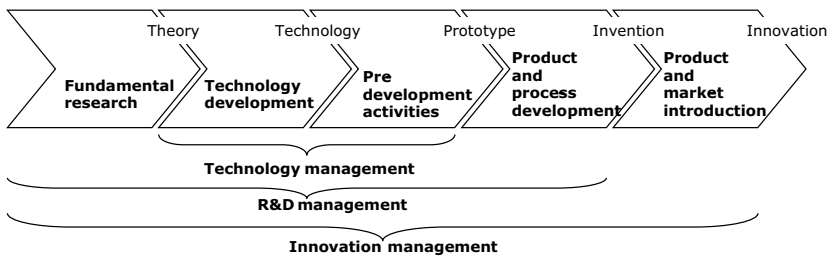 Theory Technology Prototype Invention Innovation
Fundamental
research
Technology
development
Pre
development
activities
Product
and
process
development
Product
and
market
introduction
Technology management
R&D management
Innovation management